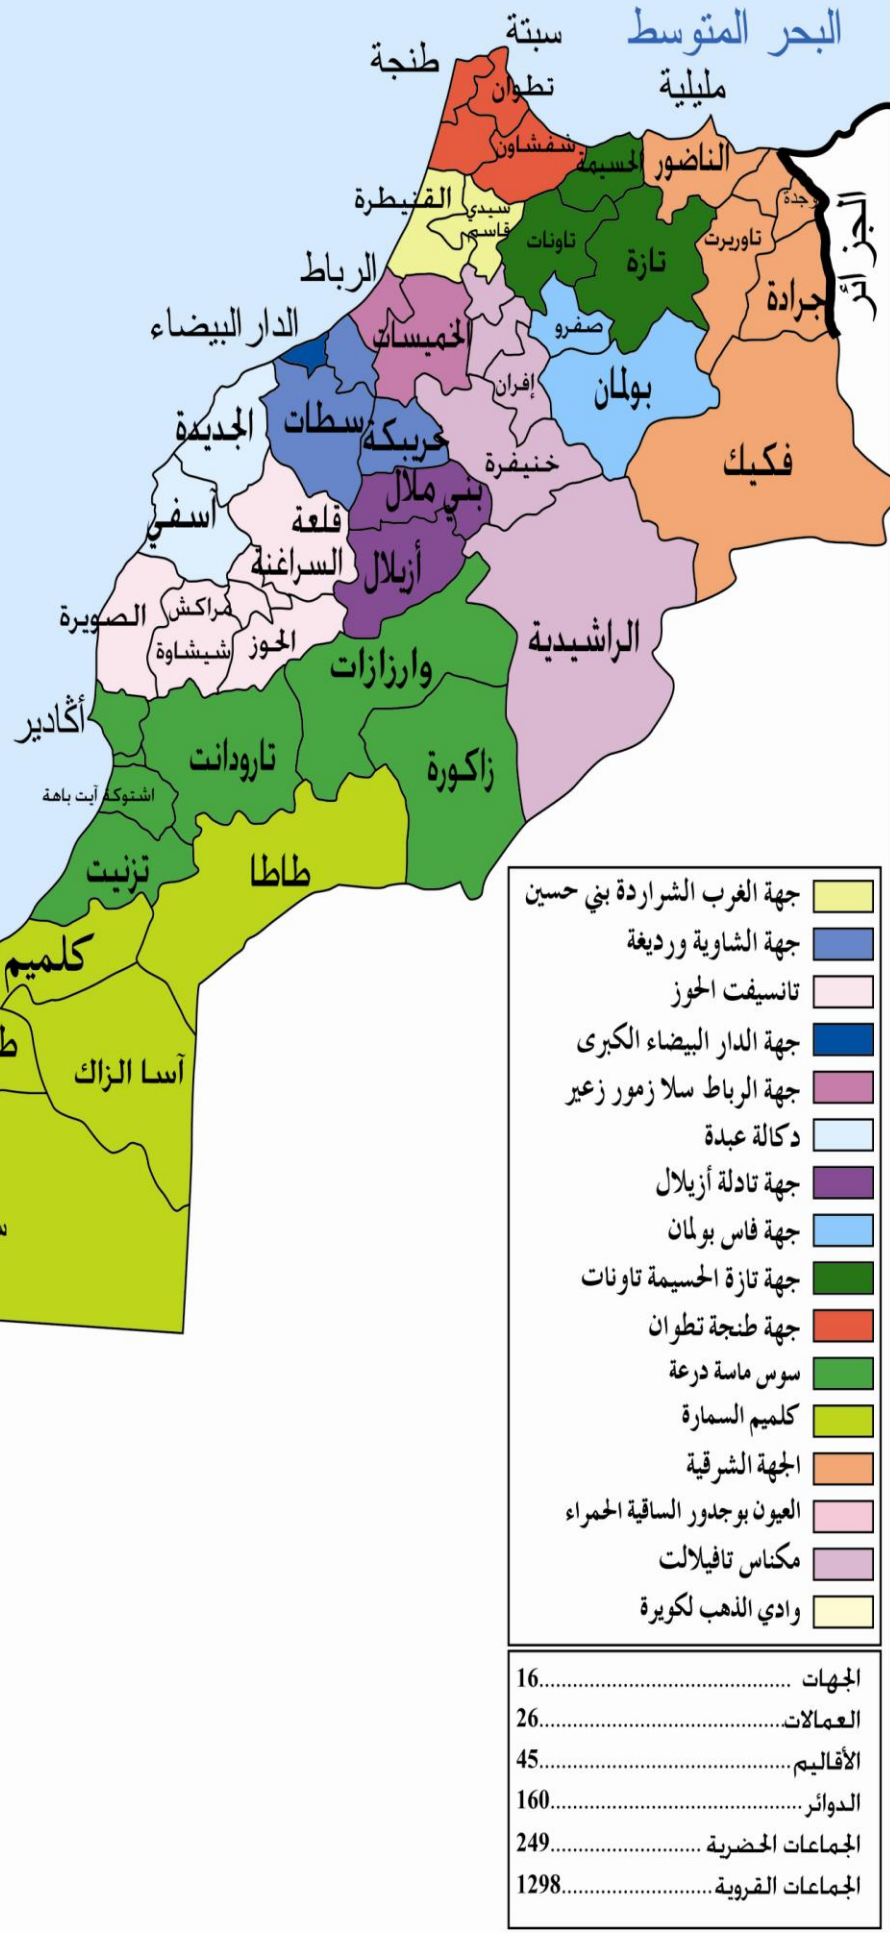 البحر المتوسط
سبتة
طنجة
تطوان
مليلية
شفشاون
الحسيمة
الناضور
وجدة
الجزائر
القنيطرة
سيدي
قاسم
تاونات
تازة
تاوريرت
جرادة
الرباط
الدار البيضاء
الخميسات
صفرو
إفران
بولمان
الجديدة
سطات
خريبكة
خنيفرة
فكيك
بني ملال
آسفي
قلعة
السراغنة
أزيلال
الصويرة
مراكش
شيشاوة
الحوز
الراشيدية
وارزازات
أڭادير
تارودانت
زاكورة
اشتوكة آيت باهة
تزنيت
طاطا
كلميم
آسا الزاك
جهة الغرب الشراردة بني حسين
جهة الشاوية ورديغة
تانسيفت الحوز
جهة الدار البيضاء الكبرى
جهة الرباط سلا زمور زعير
دكالة عبدة
جهة تادلة أزيلال
جهة فاس بولمان
جهة تازة الحسيمة تاونات
جهة طنجة تطوان
سوس ماسة درعة
كلميم السمارة
الجهة الشرقية
العيون بوجدور الساقية الحمراء
مكناس تافيلالت
وادي الذهب لكويرة
الجهات ........................................16
العمالات........................................26
الأقاليم........................................45
الدوائر........................................160
الجماعات الحضرية ........................249
الجماعات القروية........................1298